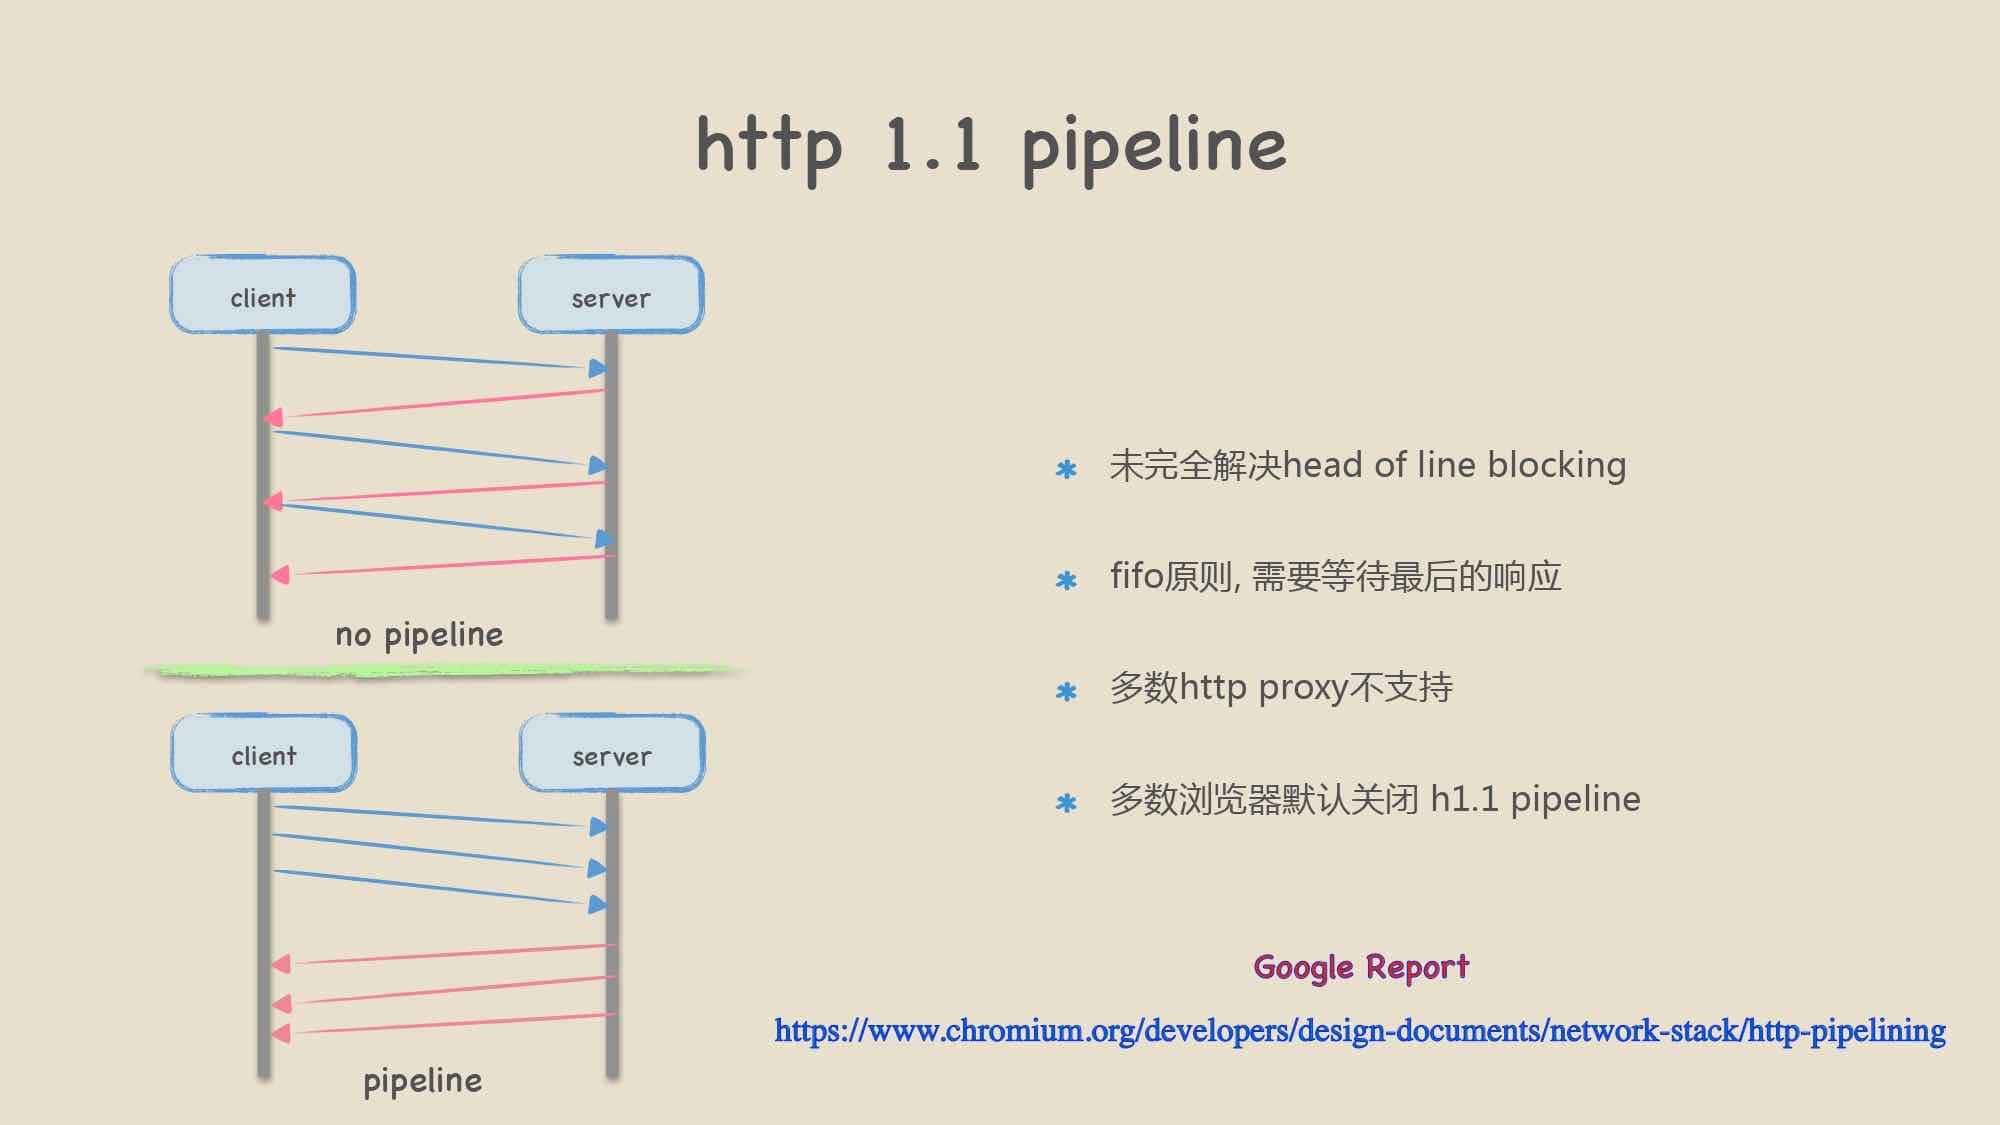 http 1.1 pipeline
client
server
no pipeline
client
server
pipeline
未完全解决head of line blocking
fifo原则, 需要等待最后的响应
多数http proxy不支持
多数浏览器默认关闭 h1.1 pipeline
Google Report
https://www.chromium.org/developers/design-documents/network-stack/http-pipelining